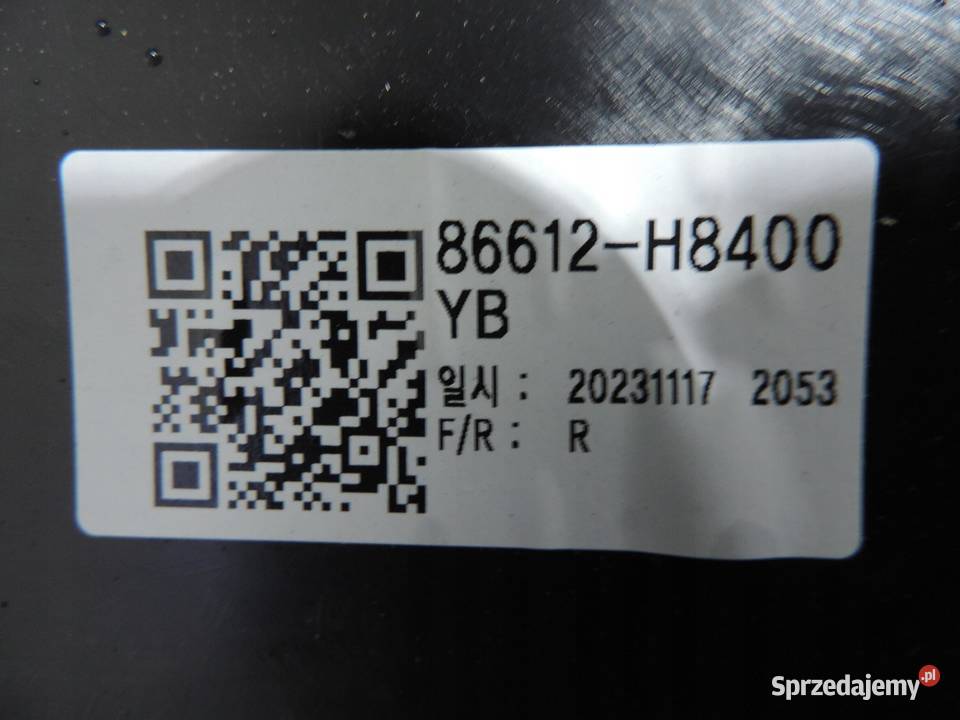 86612-H8400
YB
일시 : 20231117 2053
F/R : R
Sprzedajemy.pl